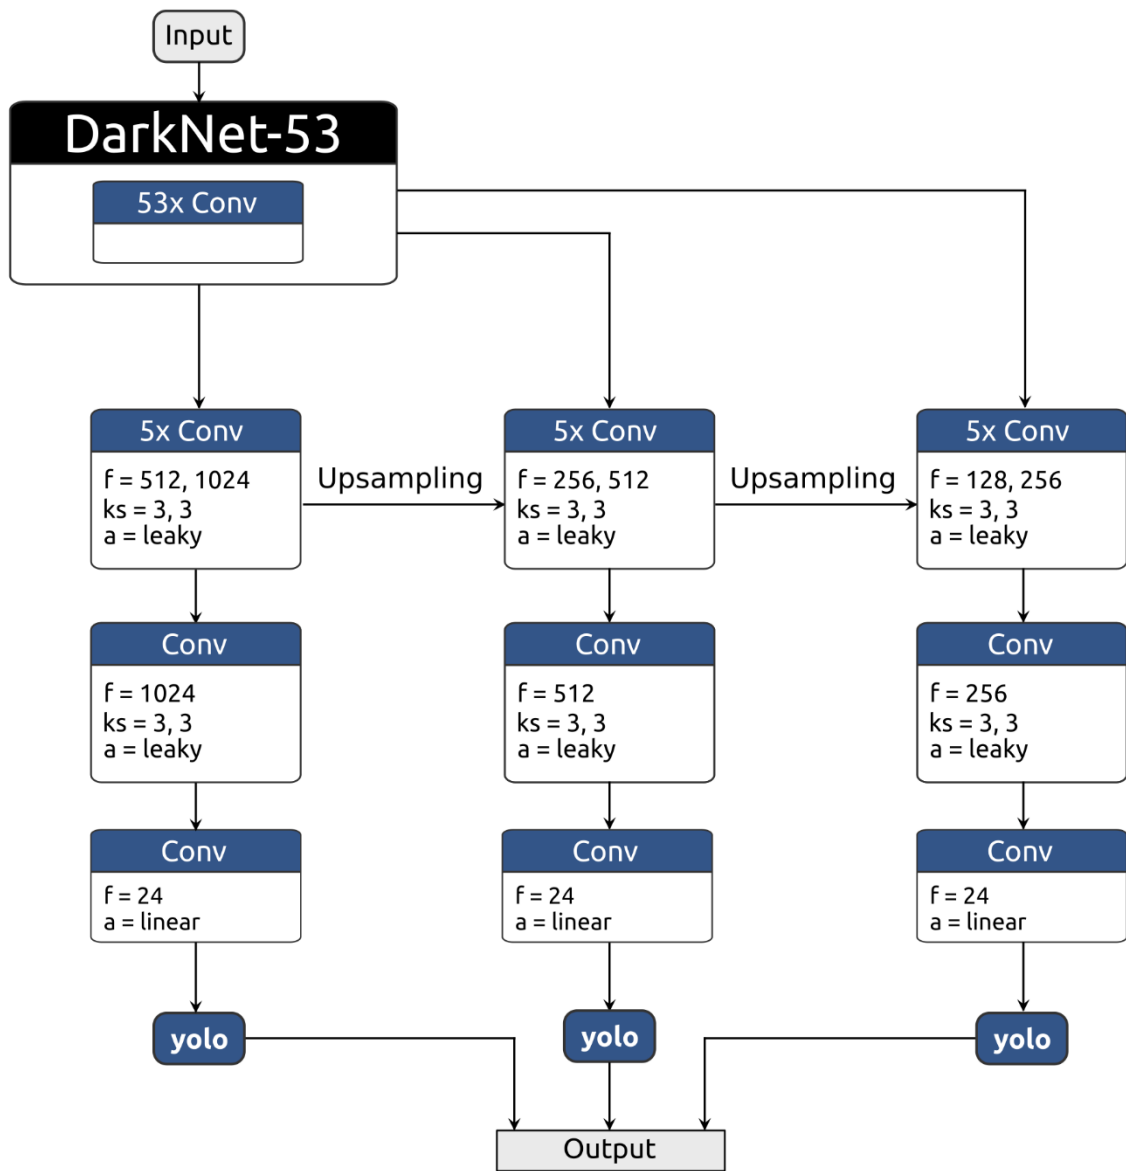 Input
DarkNet-53
53x Conv
5x Conv
f = 512, 1024
ks = 3, 3
a = leaky
Upsampling
5x Conv
f = 256, 512
ks = 3, 3
a = leaky
Upsampling
5x Conv
f = 128, 256
ks = 3, 3
a = leaky
Conv
f = 1024
ks = 3, 3
a = leaky
Conv
f = 512
ks = 3, 3
a = leaky
Conv
f = 256
ks = 3, 3
a = leaky
Conv
f = 24
a = linear
Conv
f = 24
a = linear
Conv
f = 24
a = linear
yolo
yolo
yolo
Output